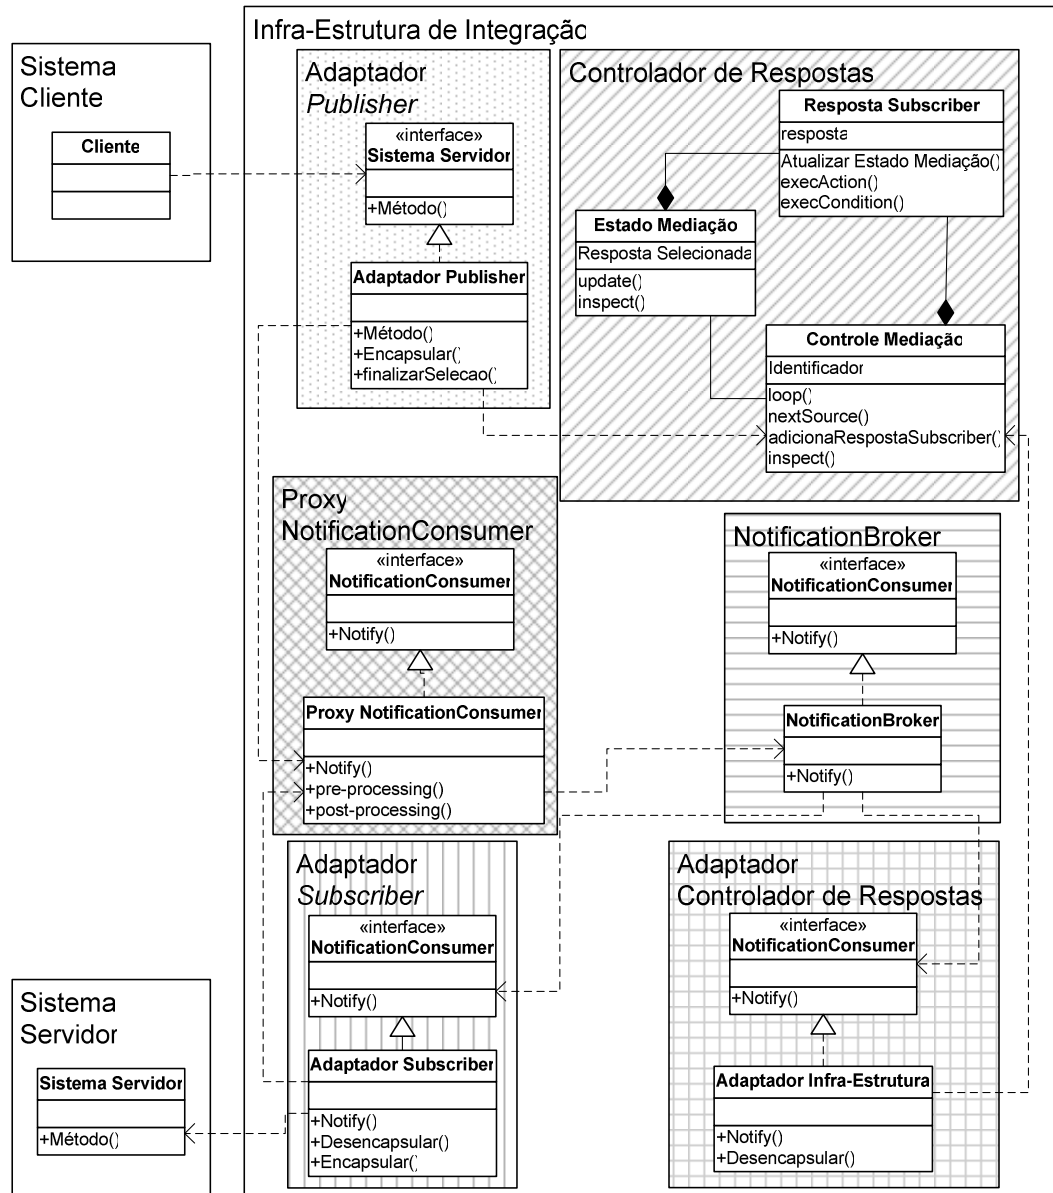 Infra-Estrutura de Integração
Sistema
Cliente
Cliente
Adaptador
Publisher
«interface»
Sistema Servidor
+Método()
Adaptador Publisher
+Método()
+Encapsular()
+finalizarSelecao()
Controlador de Respostas
Resposta Subscriber
resposta
Atualizar Estado Mediação()
execAction()
execCondition()
Estado Mediação
Resposta Selecionada
update()
inspect()
Controle Mediação
Identificador
loop()
nextSource()
adicionaRespostaSubscriber()
inspect()
Proxy
NotificationConsumer
«interface»
NotificationConsumer
+Notify()
Proxy NotificationConsumer
+Notify()
+pre-processing()
+post-processing()
NotificationBroker
«interface»
NotificationConsumer
+Notify()
NotificationBroker
+Notify()
Adaptador
Subscriber
«interface»
NotificationConsumer
+Notify()
Adaptador Subscriber
+Notify()
+Desencapsular()
+Encapsular()
Adaptador
Controlador de Respostas
«interface»
NotificationConsumer
+Notify()
Adaptador Infra-Estrutura
+Notify()
+Desencapsular()
Sistema
Servidor
Sistema Servidor
+Método()